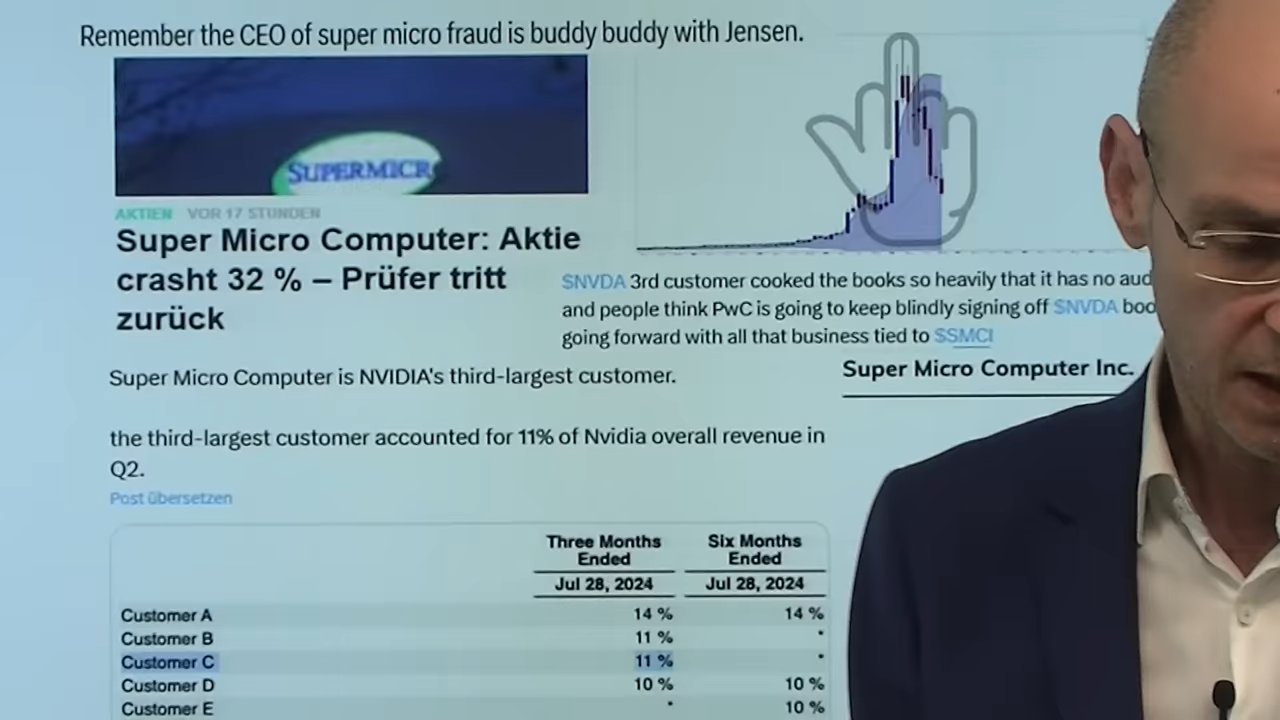 Remember the CEO of super micro fraud is buddy buddy with Jensen.
SUPERMICR
AKTIEN VOR 17 STUNDEN
Super Micro Computer: Aktie
crasht 32 % – Prüfer tritt
zurück
$NVDA 3rd customer cooked the books so heavily that it has no
and people think PwC is going to keep blindly signing off $NVDA
going forward with all that business tied to $SMCI
Super Micro Computer is NVIDIA's third-largest customer.
Super Micro Computer Inc.
the third-largest customer accounted for 11% of Nvidia overall revenue in
Q2.
Post übersetzen
Three Months Six Months
Ended Ended
Jul 28, 2024 Jul 28, 2024
Customer A 14 % 14 %
Customer B 11 % *
Customer C 11 % *
Customer D 10 % 10 %
Customer E * 10 %